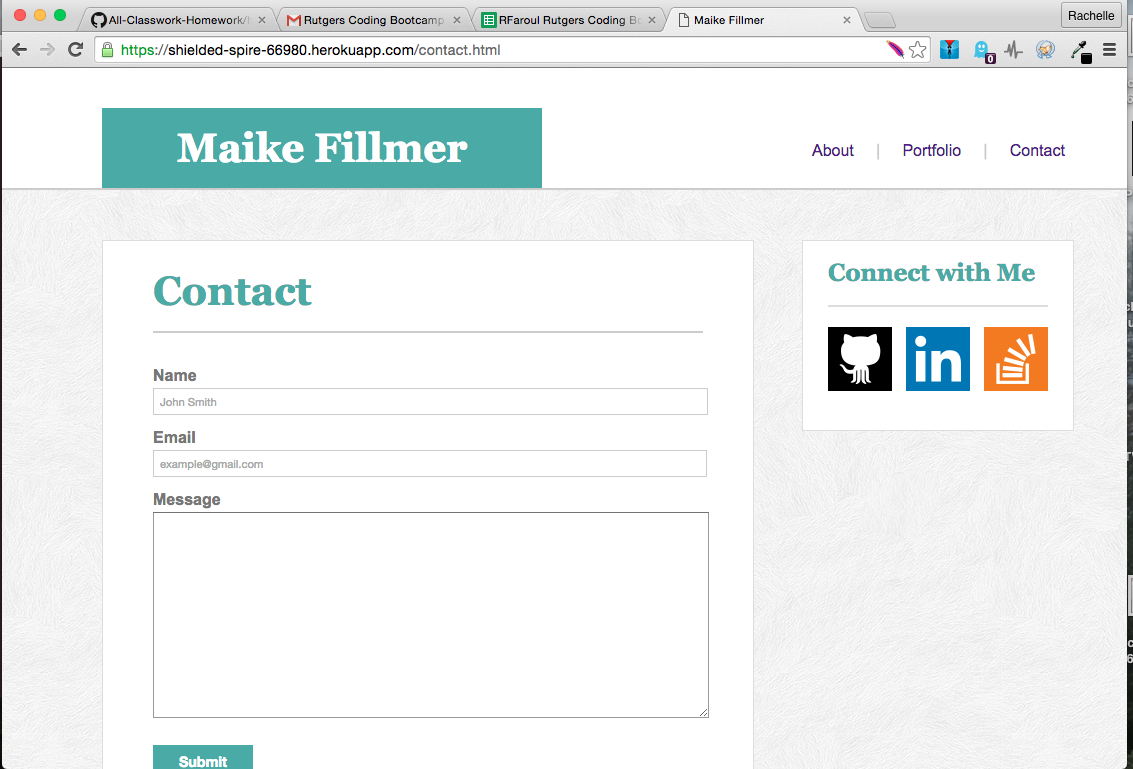 All-Classwork-Homework/
Rutgers Coding Bootcamp
RFaroul Rutgers Coding Bo
Maike Fillmer
Rachelle
https://shielded-spire-66980.herokuapp.com/contact.html
0
Maike Fillmer
About | Portfolio | Contact
Contact
Connect with Me
in
Name
John Smith
Email
example@gmail.com
Message
Submit